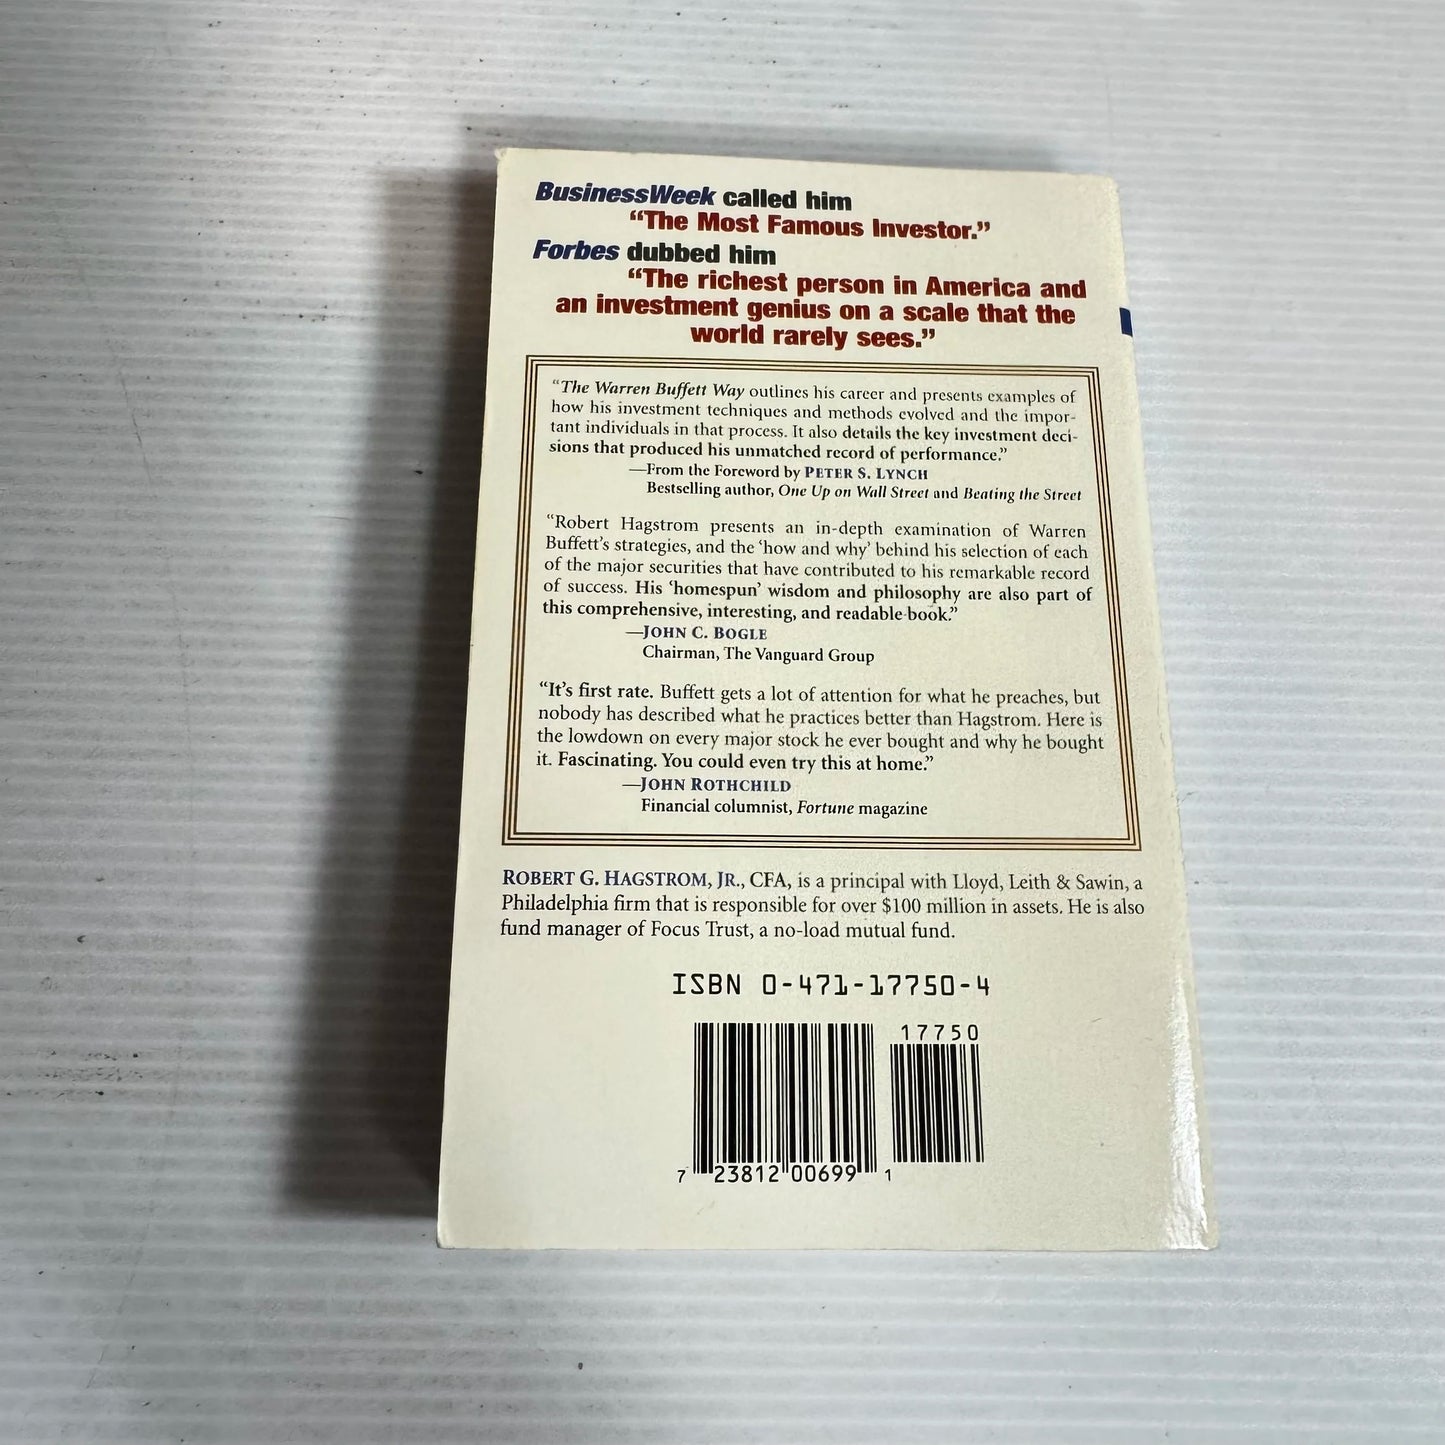 BusinessWeek called him
“The Most Famous Investor.”
Forbes dubbed him
“The richest person in America and
an investment genius on a scale that the
world rarely sees.”
“The Warren Buffett Way outlines his career and presents examples of
how his investment techniques and methods evolved and the impor-
tant individuals in that process. It also details the key investment deci-
sions that produced his unmatched record of performance.”
—From the Foreword by PETER S. LYNCH
Bestselling author, One Up on Wall Street and Beating the Street
“Robert Hagstrom presents an in-depth examination of Warren
Buffett’s strategies, and the ‘how and why’ behind his selection of each
of the major securities that have contributed to his remarkable record
of success. His ‘homespun’ wisdom and philosophy are also part of
this comprehensive, interesting, and readable book.”
—JOHN C. BOGLE
Chairman, The Vanguard Group
“It’s first rate. Buffett gets a lot of attention for what he preaches, but
nobody has described what he practices better than Hagstrom. Here is
the lowdown on every major stock he ever bought and why he bought
it. Fascinating. You could even try this at home.”
—JOHN ROTHCHILD
Financial columnist, Fortune magazine
ROBERT G. HAGSTROM, JR., CFA, is a principal with Lloyd, Leith & Sawin, a
Philadelphia firm that is responsible for over $100 million in assets. He is also
fund manager of Focus Trust, a no-load mutual fund.
ISBN 0-471-17750-4
17750
7 23812 00699 1